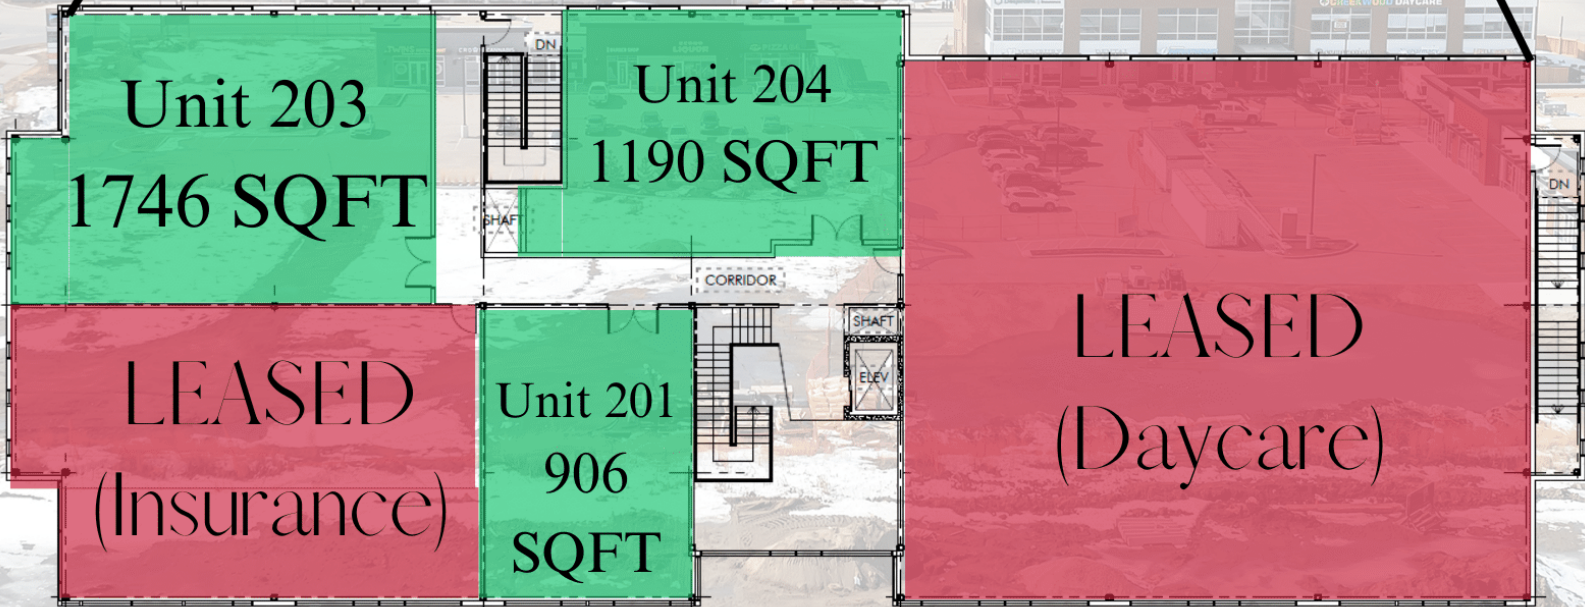 Unit 203
1746 SQFT
DN
Unit 204
1190 SQFT
SHAFT
CORRIDOR
LEASED
(Daycare)
DN
LEASED
(Insurance)
Unit 201
906
SQFT
SHAFT
ELEV